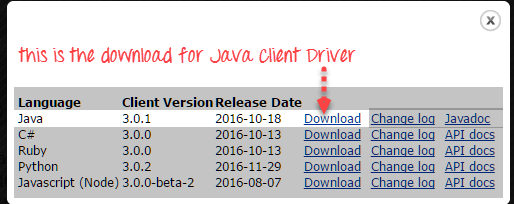 this is the download for Java Client Driver
Language Client Version Release Date
Java 3.0.1 2016-10-18 Download Change log Javadoc
C# 3.0.0 2016-10-13 Download Change log API docs
Ruby 3.0.0 2016-10-13 Download Change log API docs
Python 3.0.2 2016-11-29 Download Change log API docs
Javascript (Node) 3.0.0-beta-2 2016-08-07 Download Change log API docs